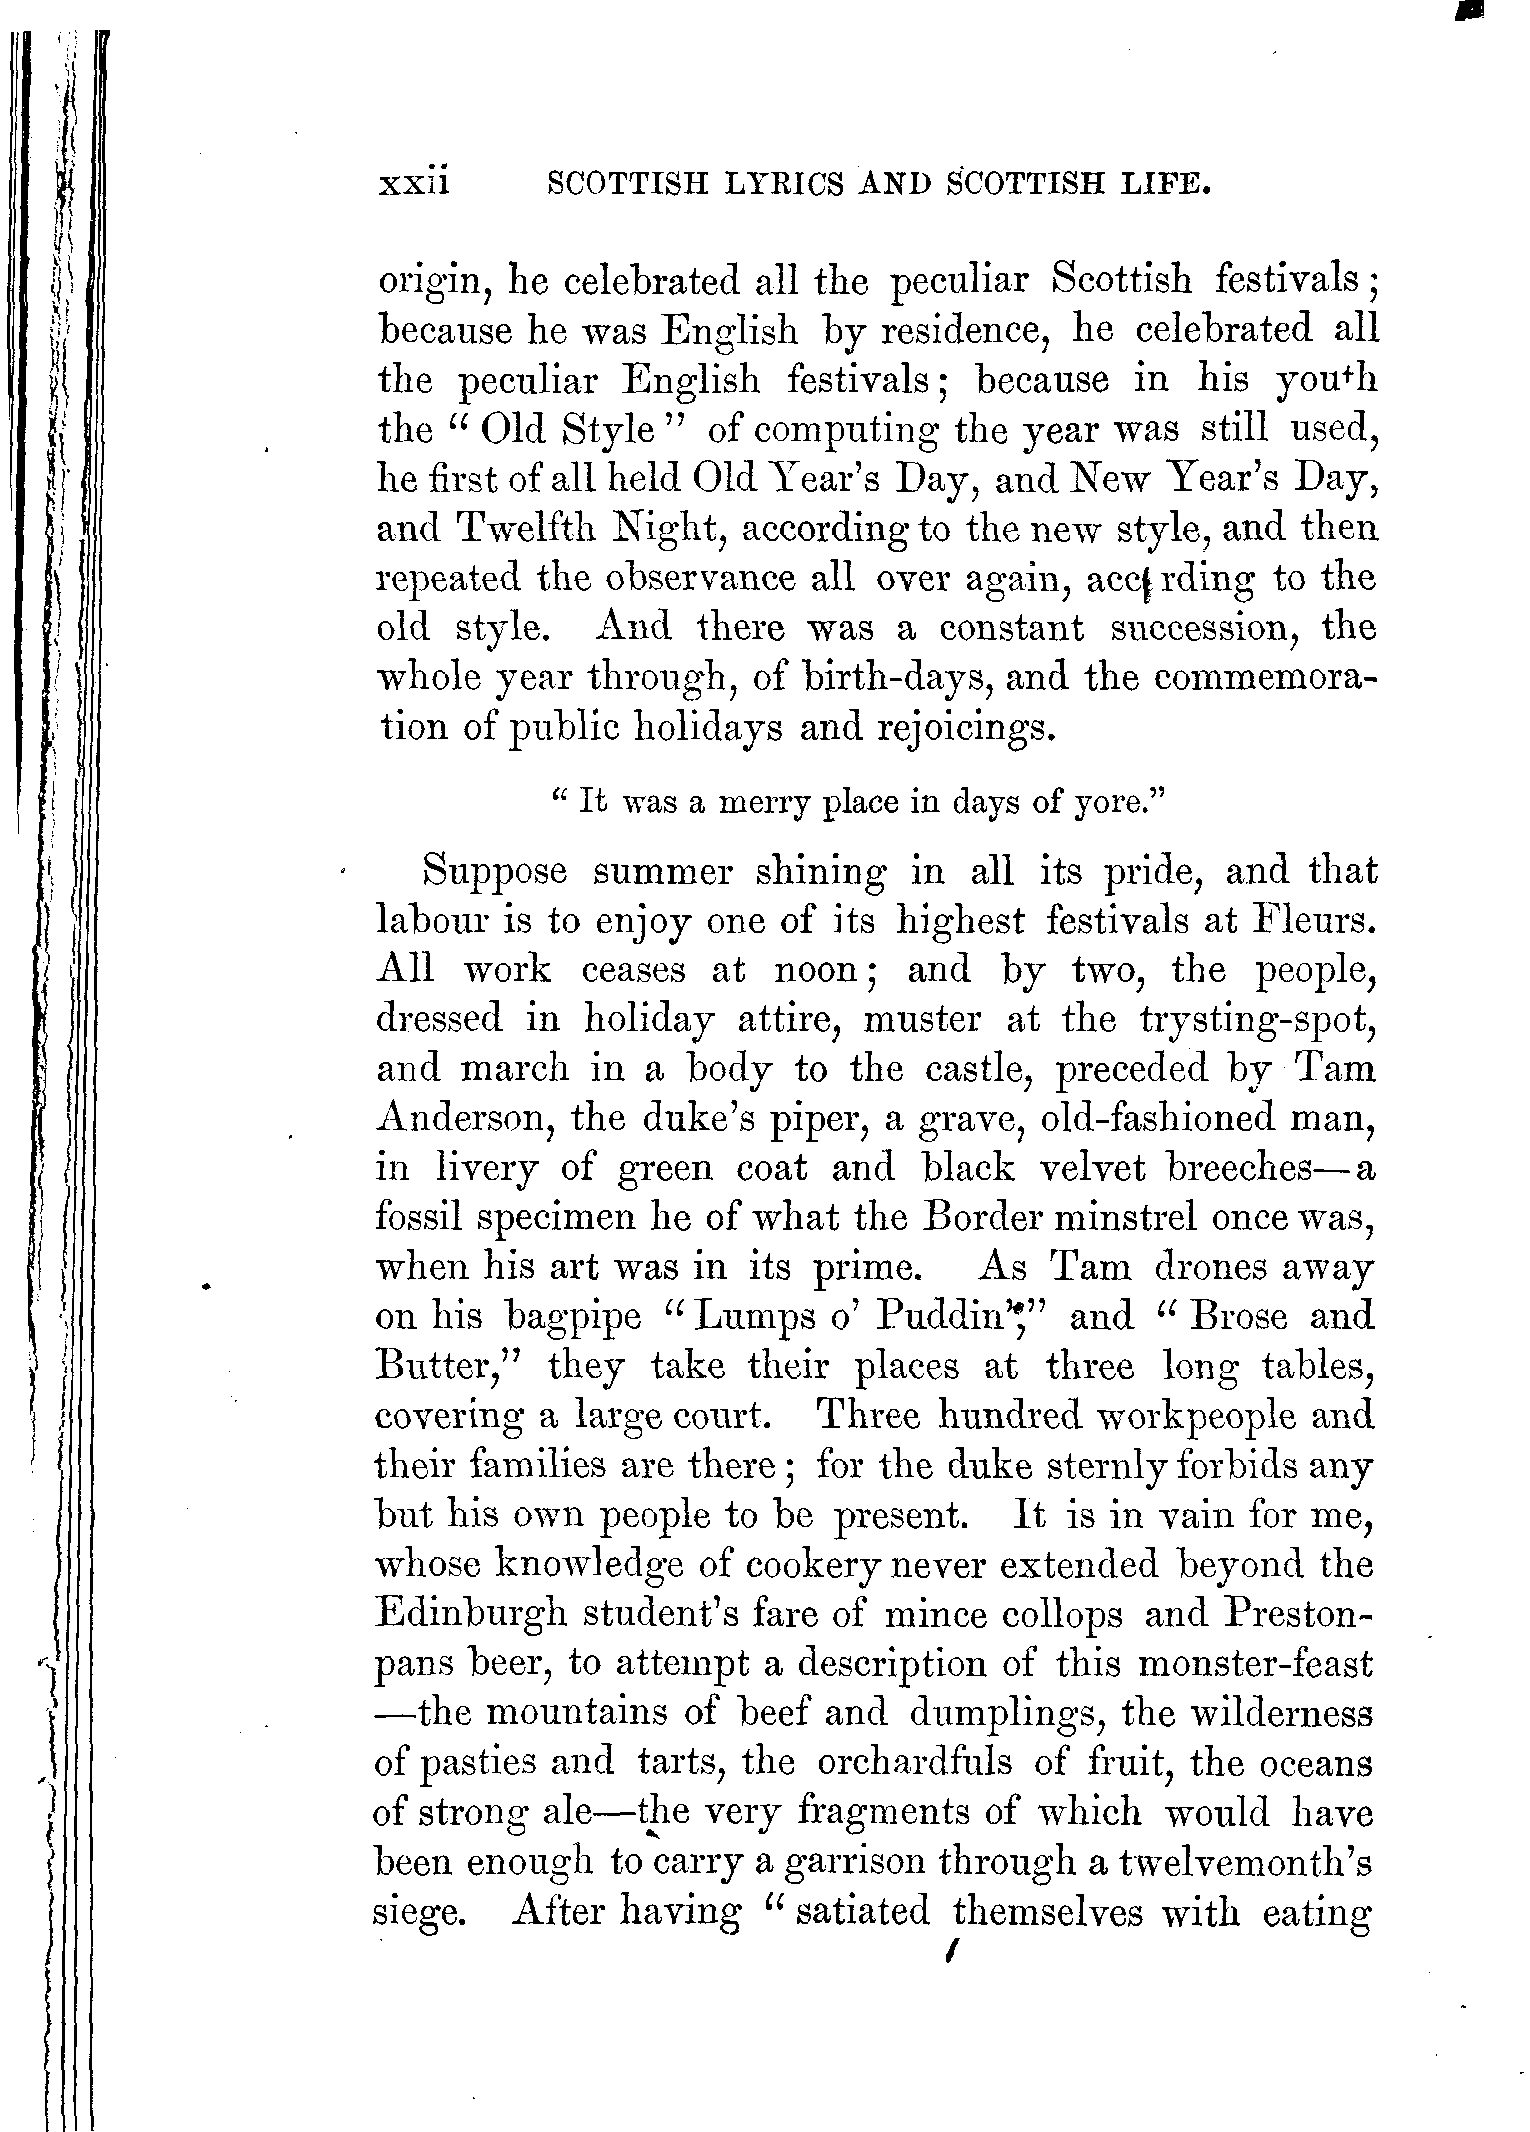 xxii SCOTTISH LYRICS AND SCOTTISH LIFE.
origin, he celebrated all the peculiar Scottish festivals;
because he was English by residence, he celebrated all
the peculiar English festivals; because in his youth
the "Old Style" of computing the year was still used,
he first of all held Old Year's Day, and New Year's Day,
and Twelfth Night, according to the new style, and then
repeated the observance all over again, according to the
old style. And there was a constant succession, the
whole year through, of birth-days, and the commemora-
tion of public holidays and rejoicings.
"It was a merry place in days of yore."
Suppose summer shining in all its pride, and that
labour is to enjoy one of its highest festivals at Fleurs.
All work ceases at noon; and by two, the people,
dressed in holiday attire, muster at the trysting-spot,
and march in a body to the castle, preceded by Tam
Anderson, the duke's piper, a grave, old-fashioned man,
in livery of green coat and black velvet breeches—a
fossil specimen he of what the Border minstrel once was,
when his art was in its prime. As Tam drones away
on his bagpipe "Lumps o' Puddin'," and "Brose and
Butter," they take their places at three long tables,
covering a large court. Three hundred workpeople and
their families are there; for the duke sternly forbids any
but his own people to be present. It is in vain for me,
whose knowledge of cookery never extended beyond the
Edinburgh student's fare of mince collops and Preston-
pans beer, to attempt a description of this monster-feast
—the mountains of beef and dumplings, the wilderness
of pasties and tarts, the orchardfuls of fruit, the oceans
of strong ale—the very fragments of which would have
been enough to carry a garrison through a twelvemonth's
siege. After having "satiated themselves with eating